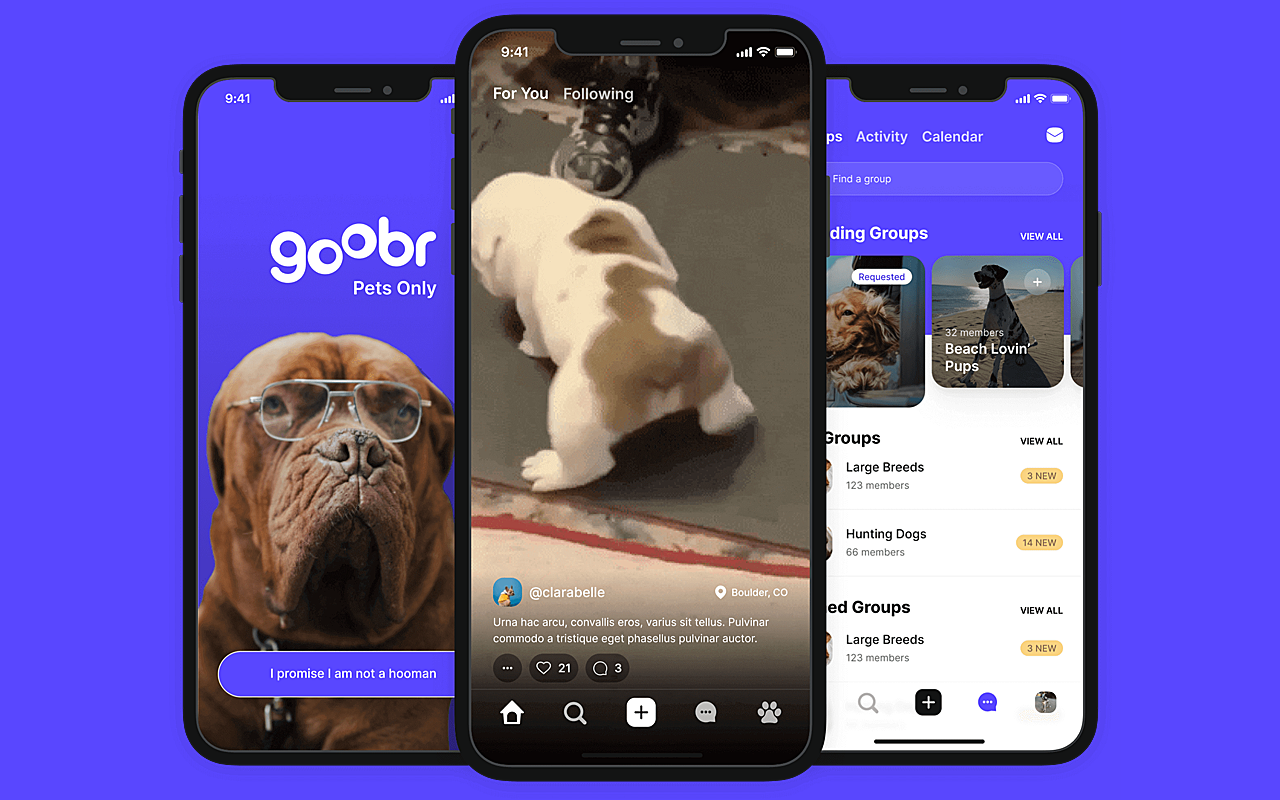 9:41
goobr
Pets Only
I promise I am not a hooman
9:41
For You Following
@clarabelle
Boulder, CO
Urna hac arcu, convallis eros, varius sit tellus. Pulvinar
commodo a tristique eget phasellus pulvinar auctor.
21
3
ps Activity Calendar
Find a group
ding Groups
VIEW ALL
Requested
32 members
Beach Lovin’
Pups
Groups
VIEW ALL
Large Breeds
3 NEW
123 members
Hunting Dogs
14 NEW
66 members
ed Groups
VIEW ALL
Large Breeds
3 NEW
123 members